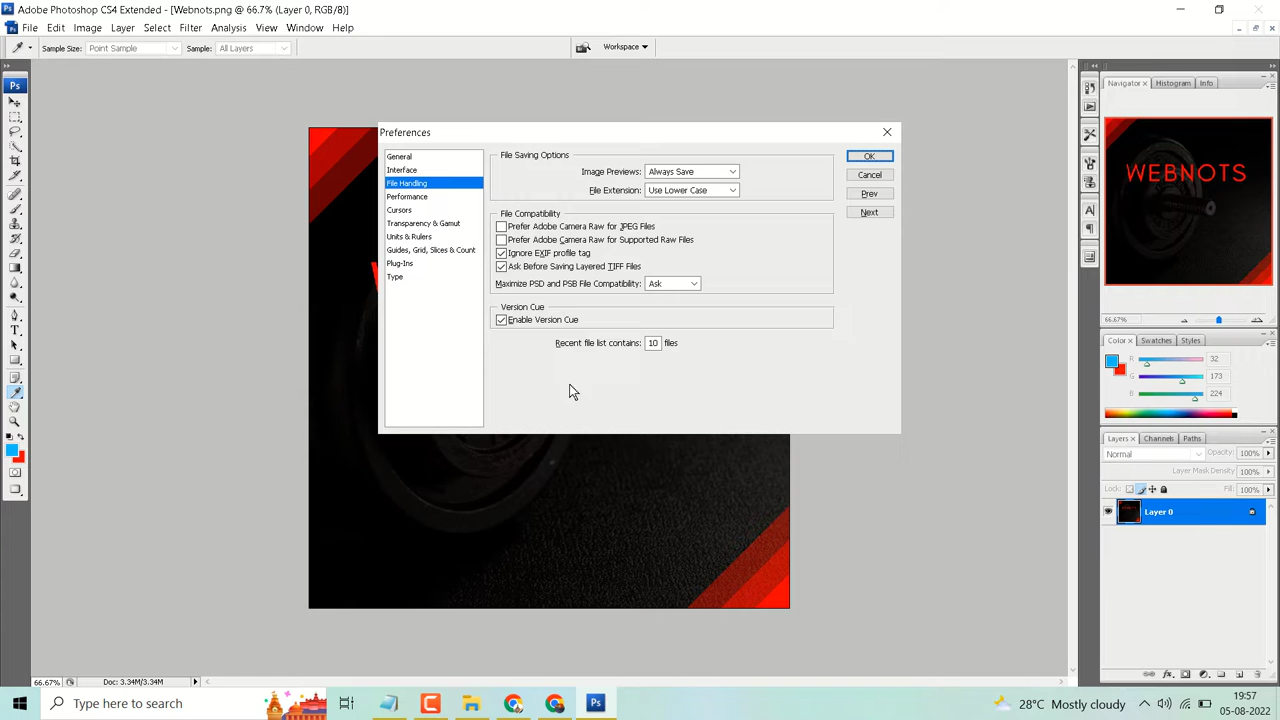 Adobe Photoshop CS4 Extended - [Webnots.png @ 66.7% (Layer 0, RGB/8)]
File Edit Image Layer Select Filter Analysis View Window Help
Sample Size: Point Sample Sample: All Layers Workspace
Ps
Preferences
General
Interface
File Handling
Performance
Cursors
Transparency & Gamut
Units & Rulers
Guides, Grid, Slices & Count
Plug-Ins
Type
File Saving Options
Image Previews: Always Save
File Extension: Use Lower Case
File Compatibility
Prefer Adobe Camera Raw for JPEG Files
Prefer Adobe Camera Raw for Supported Raw Files
Ignore EXIF profile tag
Ask Before Saving Layered TIFF Files
Maximize PSD and PSB File Compatibility: Ask
Version Cue
Enable Version Cue
Recent file list contains: 10 files
OK
Cancel
Prev
Next
Navigator Histogram Info
WEBNOTS
66.67%
Color Swatches Styles
R 32
G 173
B 224
Layers Channels Paths
Normal Opacity: 100%
Layer Mask Density: 100%
Lock: Fill: 100%
Layer 0
66.67% Doc: 3.34M/3.34M
Type here to search
Ps
28°C Mostly cloudy
19:57
05-08-2022